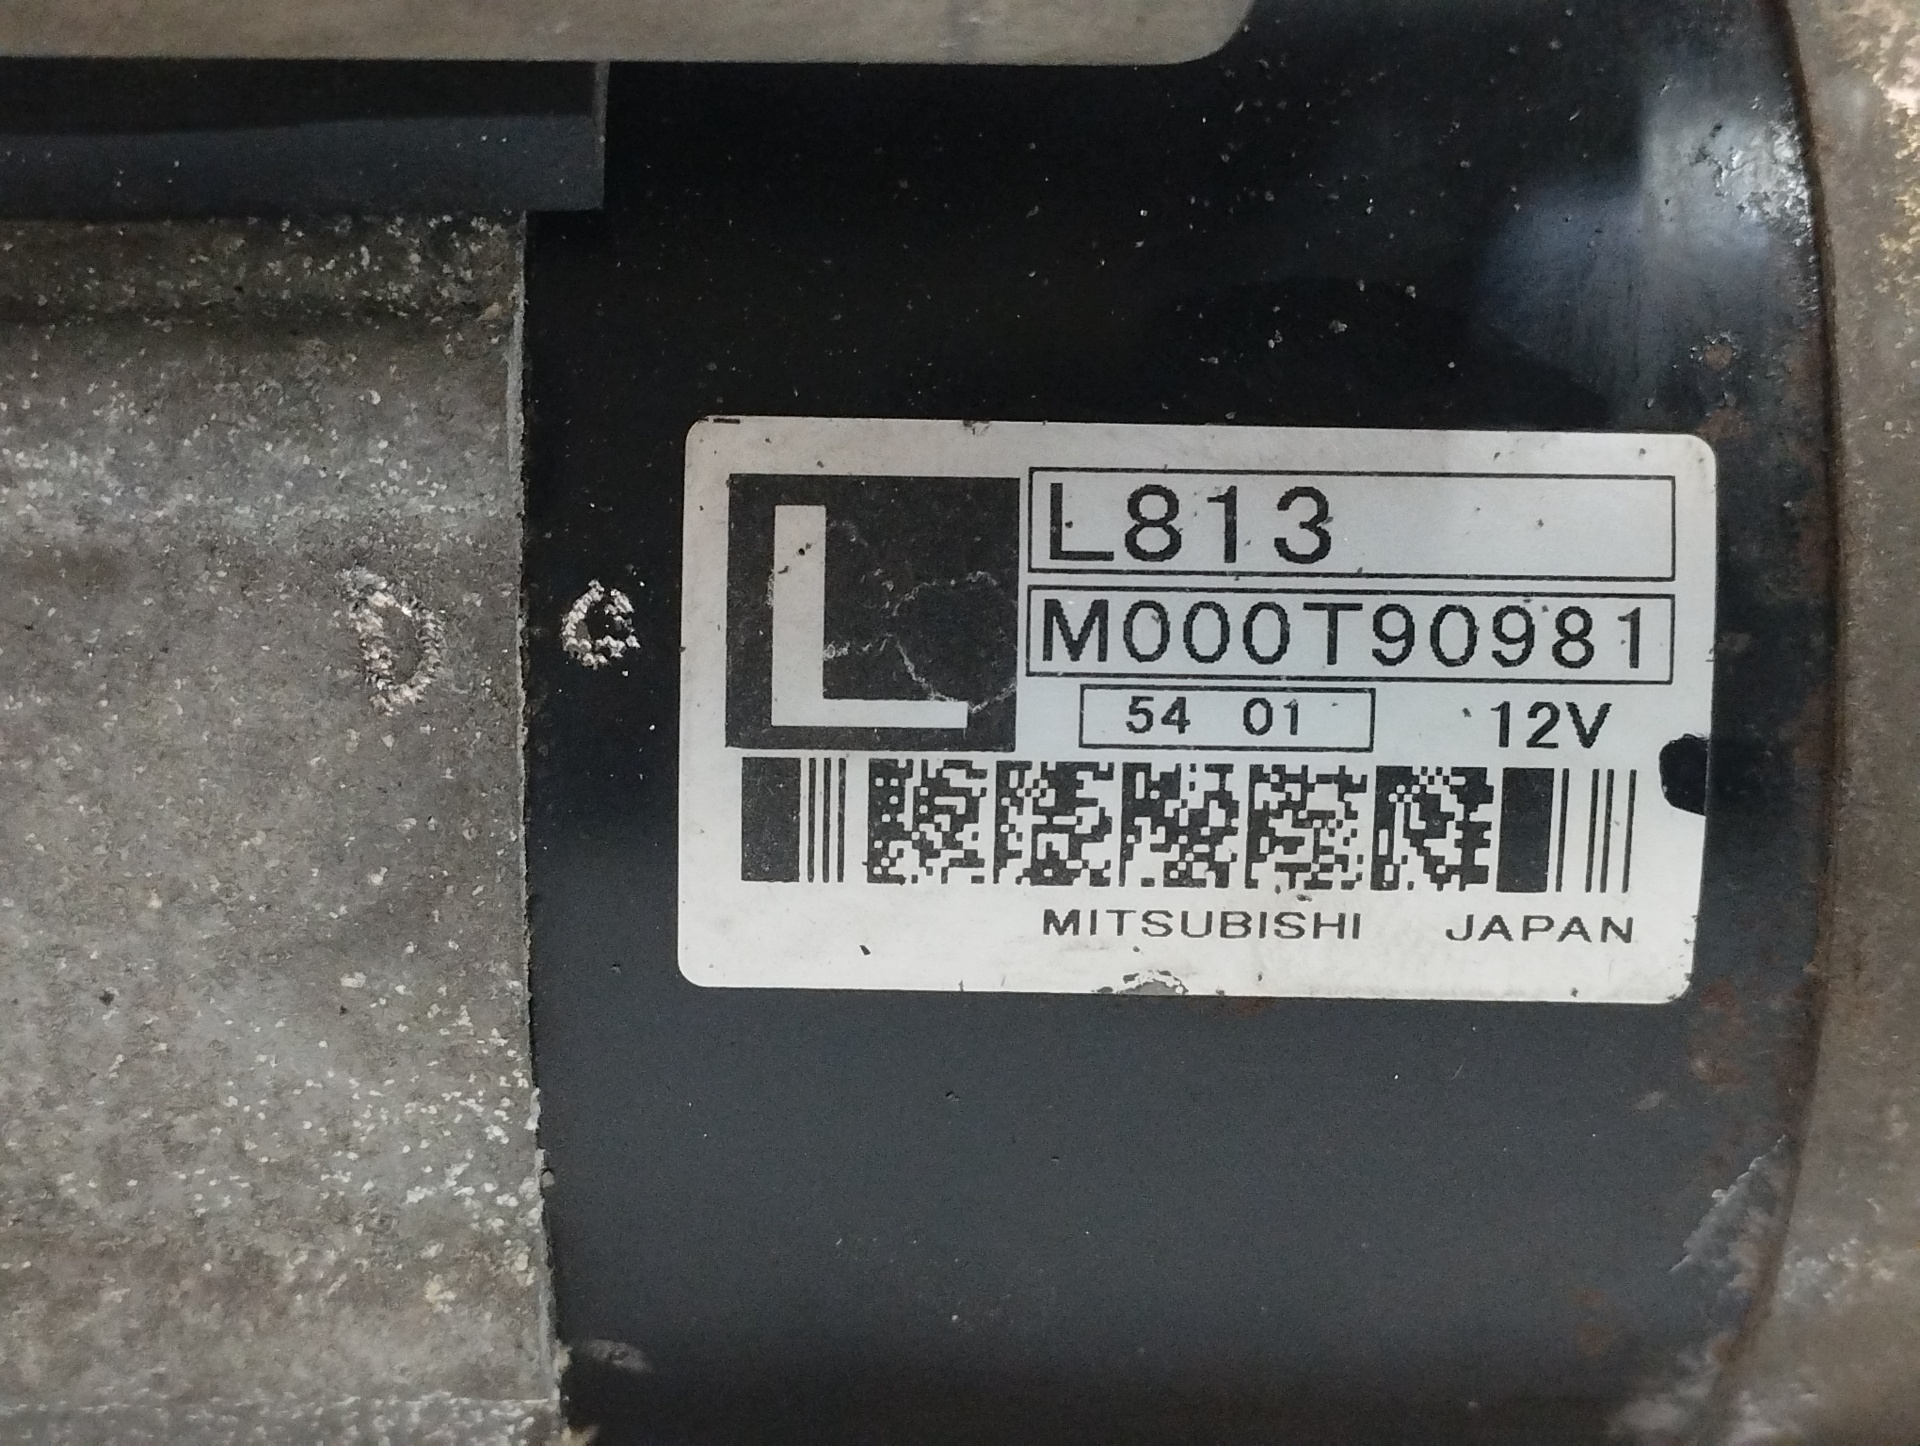 L
L813
M000T90981
54 01
12V
MITSUBISHI JAPAN
D